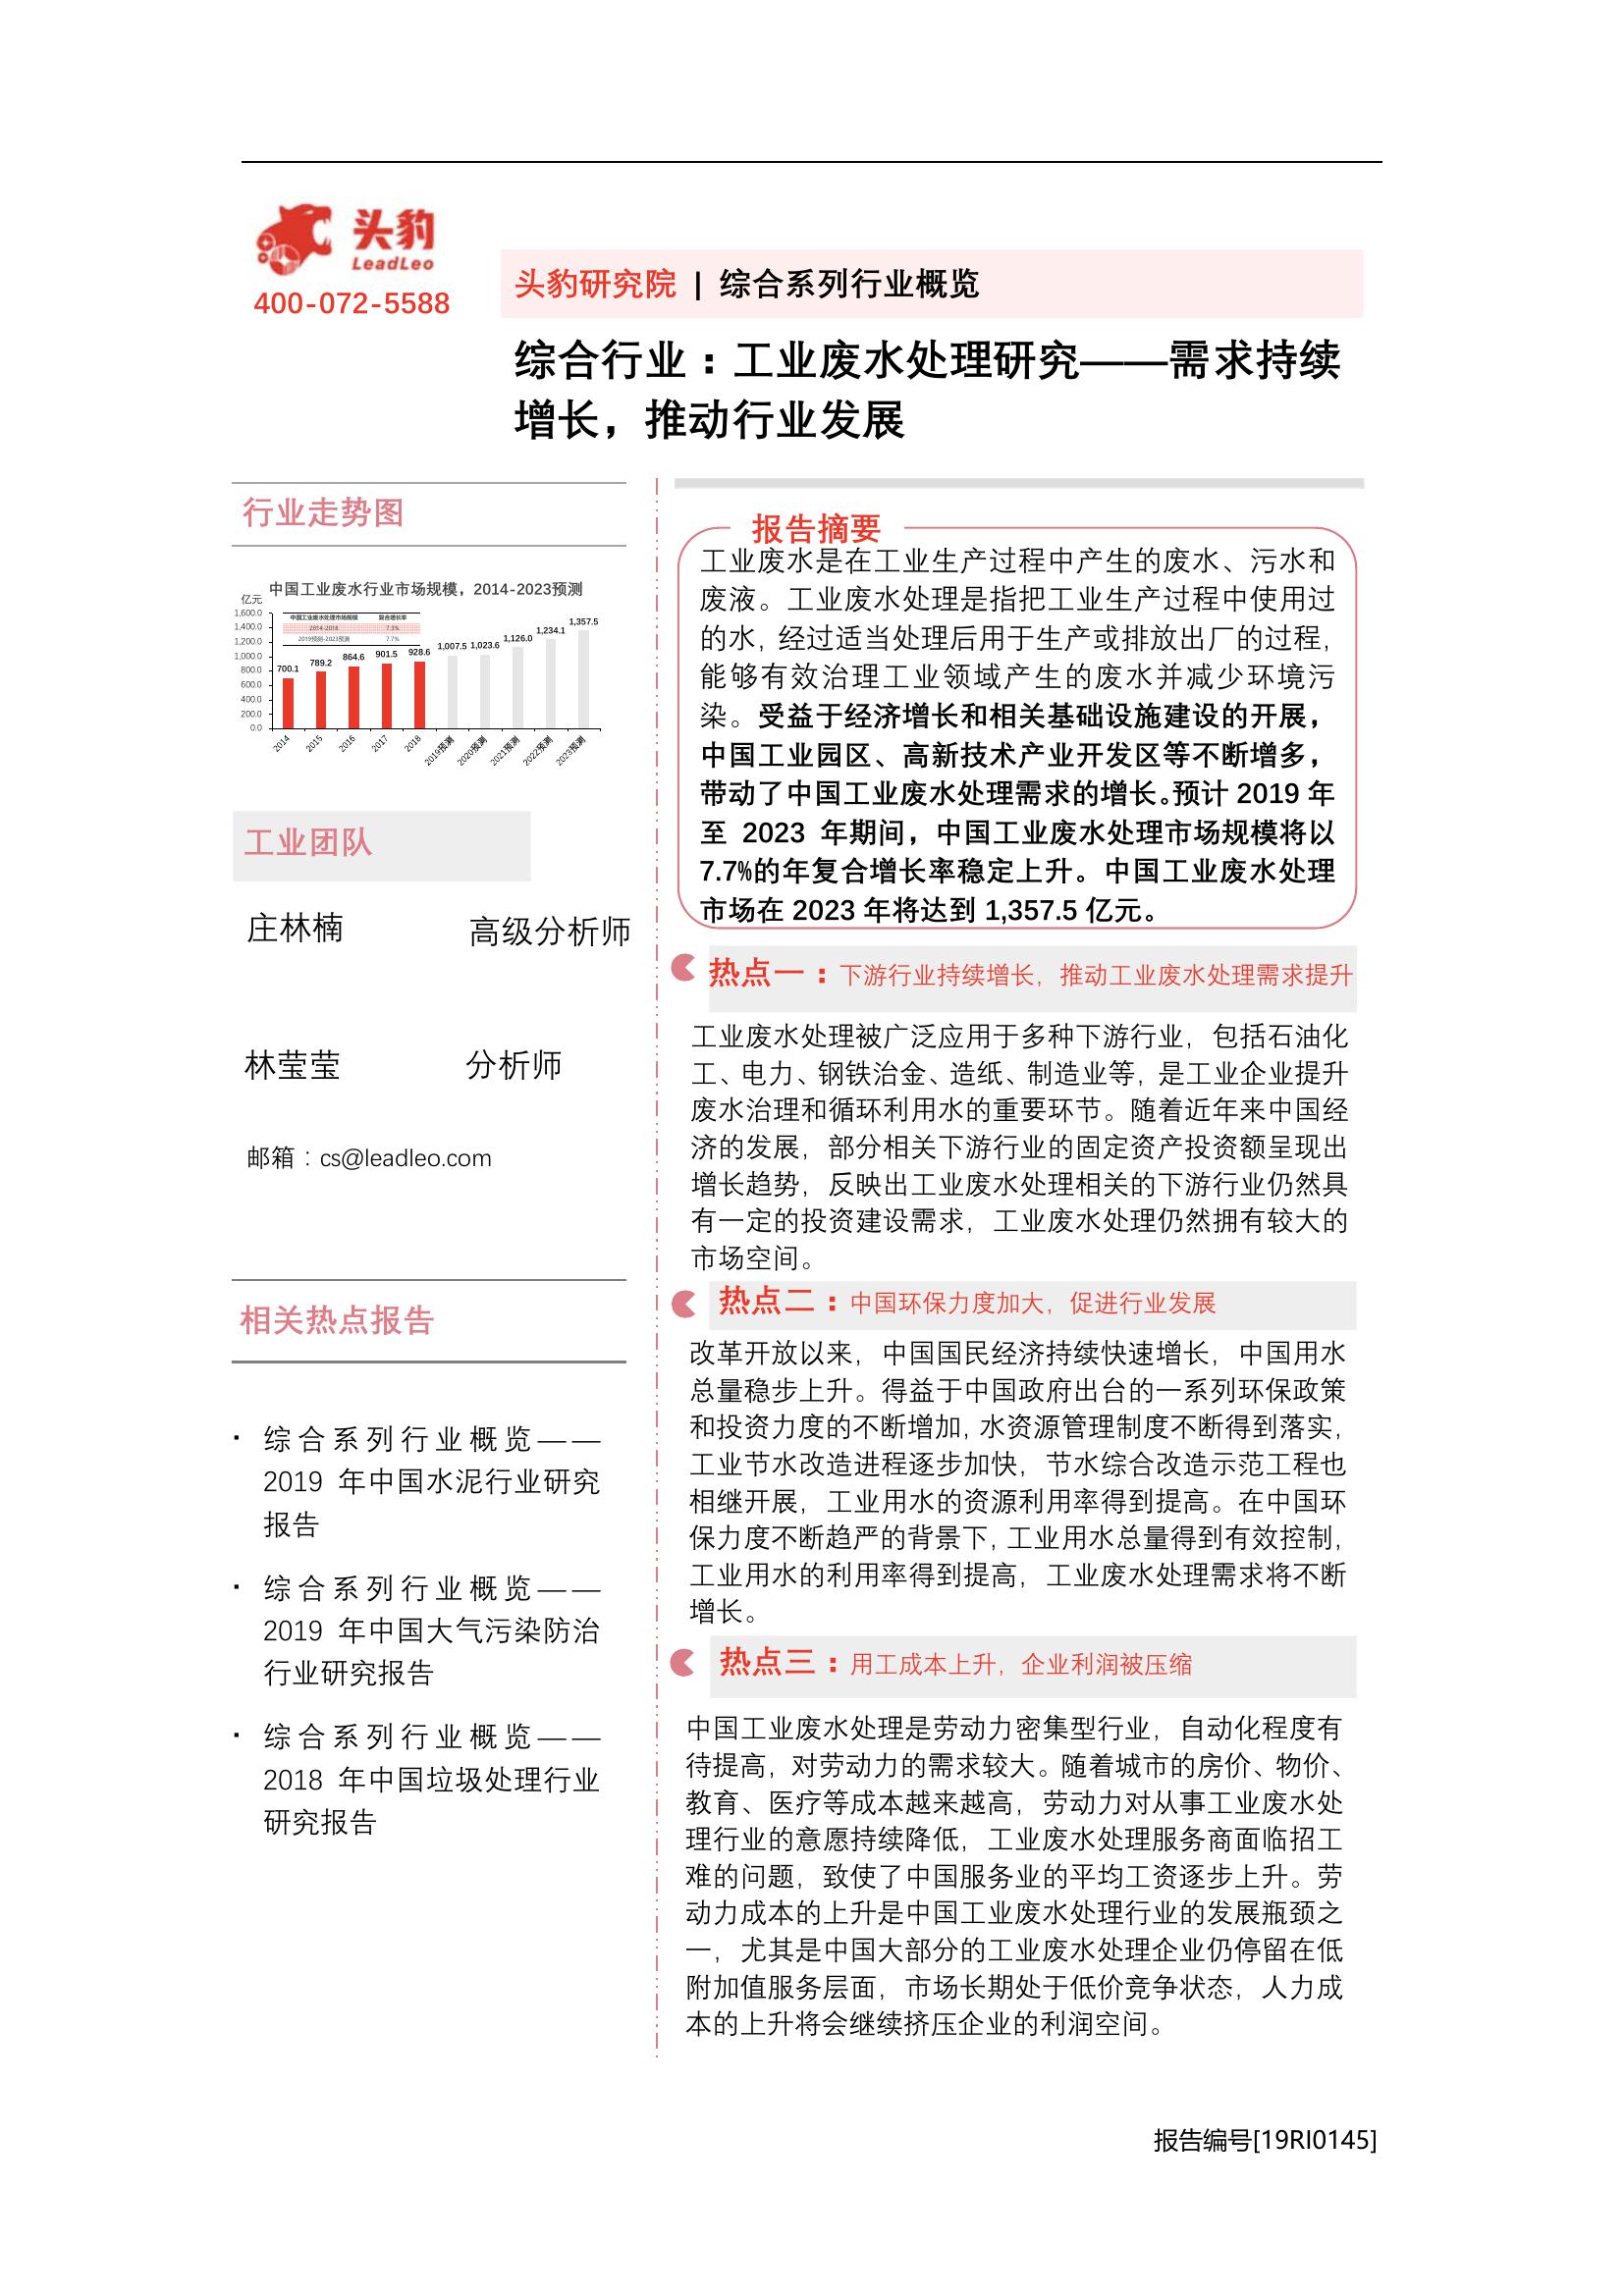 头豹
LeadLeo
400-072-5588
头豹研究院 | 综合系列行业概览
综合行业：工业废水处理研究——需求持续
增长，推动行业发展
行业走势图
中国工业废水行业市场规模，2014-2023预测
亿元
1,600.0
1,400.0
1,200.0
1,000.0
800.0
600.0
400.0
200.0
0.0
中国工业废水处理市场规模 复合增长率
2014-2018 7.3%
2019预测-2023预测 7.7%
700.1 789.2 864.6 901.5 928.6 1,007.5 1,023.6 1,126.0 1,234.1 1,357.5
2014 2015 2016 2017 2018 2019预测 2020预测 2021预测 2022预测 2023预测
工业团队
庄林楠 高级分析师
林莹莹 分析师
邮箱：cs@leadleo.com
相关热点报告
· 综合系列行业概览——
2019 年中国水泥行业研究
报告
· 综合系列行业概览——
2019 年中国大气污染防治
行业研究报告
· 综合系列行业概览——
2018 年中国垃圾处理行业
研究报告
报告摘要
工业废水是在工业生产过程中产生的废水、污水和
废液。工业废水处理是指把工业生产过程中使用过
的水，经过适当处理后用于生产或排放出厂的过程，
能够有效治理工业领域产生的废水并减少环境污
染。受益于经济增长和相关基础设施建设的开展，
中国工业园区、高新技术产业开发区等不断增多，
带动了中国工业废水处理需求的增长。预计 2019 年
至 2023 年期间，中国工业废水处理市场规模将以
7.7%的年复合增长率稳定上升。中国工业废水处理
市场在 2023 年将达到 1,357.5 亿元。
热点一：下游行业持续增长，推动工业废水处理需求提升
工业废水处理被广泛应用于多种下游行业，包括石油化
工、电力、钢铁冶金、造纸、制造业等，是工业企业提升
废水治理和循环利用水的重要环节。随着近年来中国经
济的发展，部分相关下游行业的固定资产投资额呈现出
增长趋势，反映出工业废水处理相关的下游行业仍然具
有一定的投资建设需求，工业废水处理仍然拥有较大的
市场空间。
热点二：中国环保力度加大，促进行业发展
改革开放以来，中国国民经济持续快速增长，中国用水
总量稳步上升。得益于中国政府出台的一系列环保政策
和投资力度的不断增加，水资源管理制度不断得到落实，
工业节水改造进程逐步加快，节水综合改造示范工程也
相继开展，工业用水的资源利用率得到提高。在中国环
保力度不断趋严的背景下，工业用水总量得到有效控制，
工业用水的利用率得到提高，工业废水处理需求将不断
增长。
热点三：用工成本上升，企业利润被压缩
中国工业废水处理是劳动力密集型行业，自动化程度有
待提高，对劳动力的需求较大。随着城市的房价、物价、
教育、医疗等成本越来越高，劳动力对从事工业废水处
理行业的意愿持续降低，工业废水处理服务商面临招工
难的问题，致使了中国服务业的平均工资逐步上升。劳
动力成本的上升是中国工业废水处理行业的发展瓶颈之
一，尤其是中国大部分的工业废水处理企业仍停留在低
附加值服务层面，市场长期处于低价竞争状态，人力成
本的上升将会继续挤压企业的利润空间。
报告编号[19RI0145]